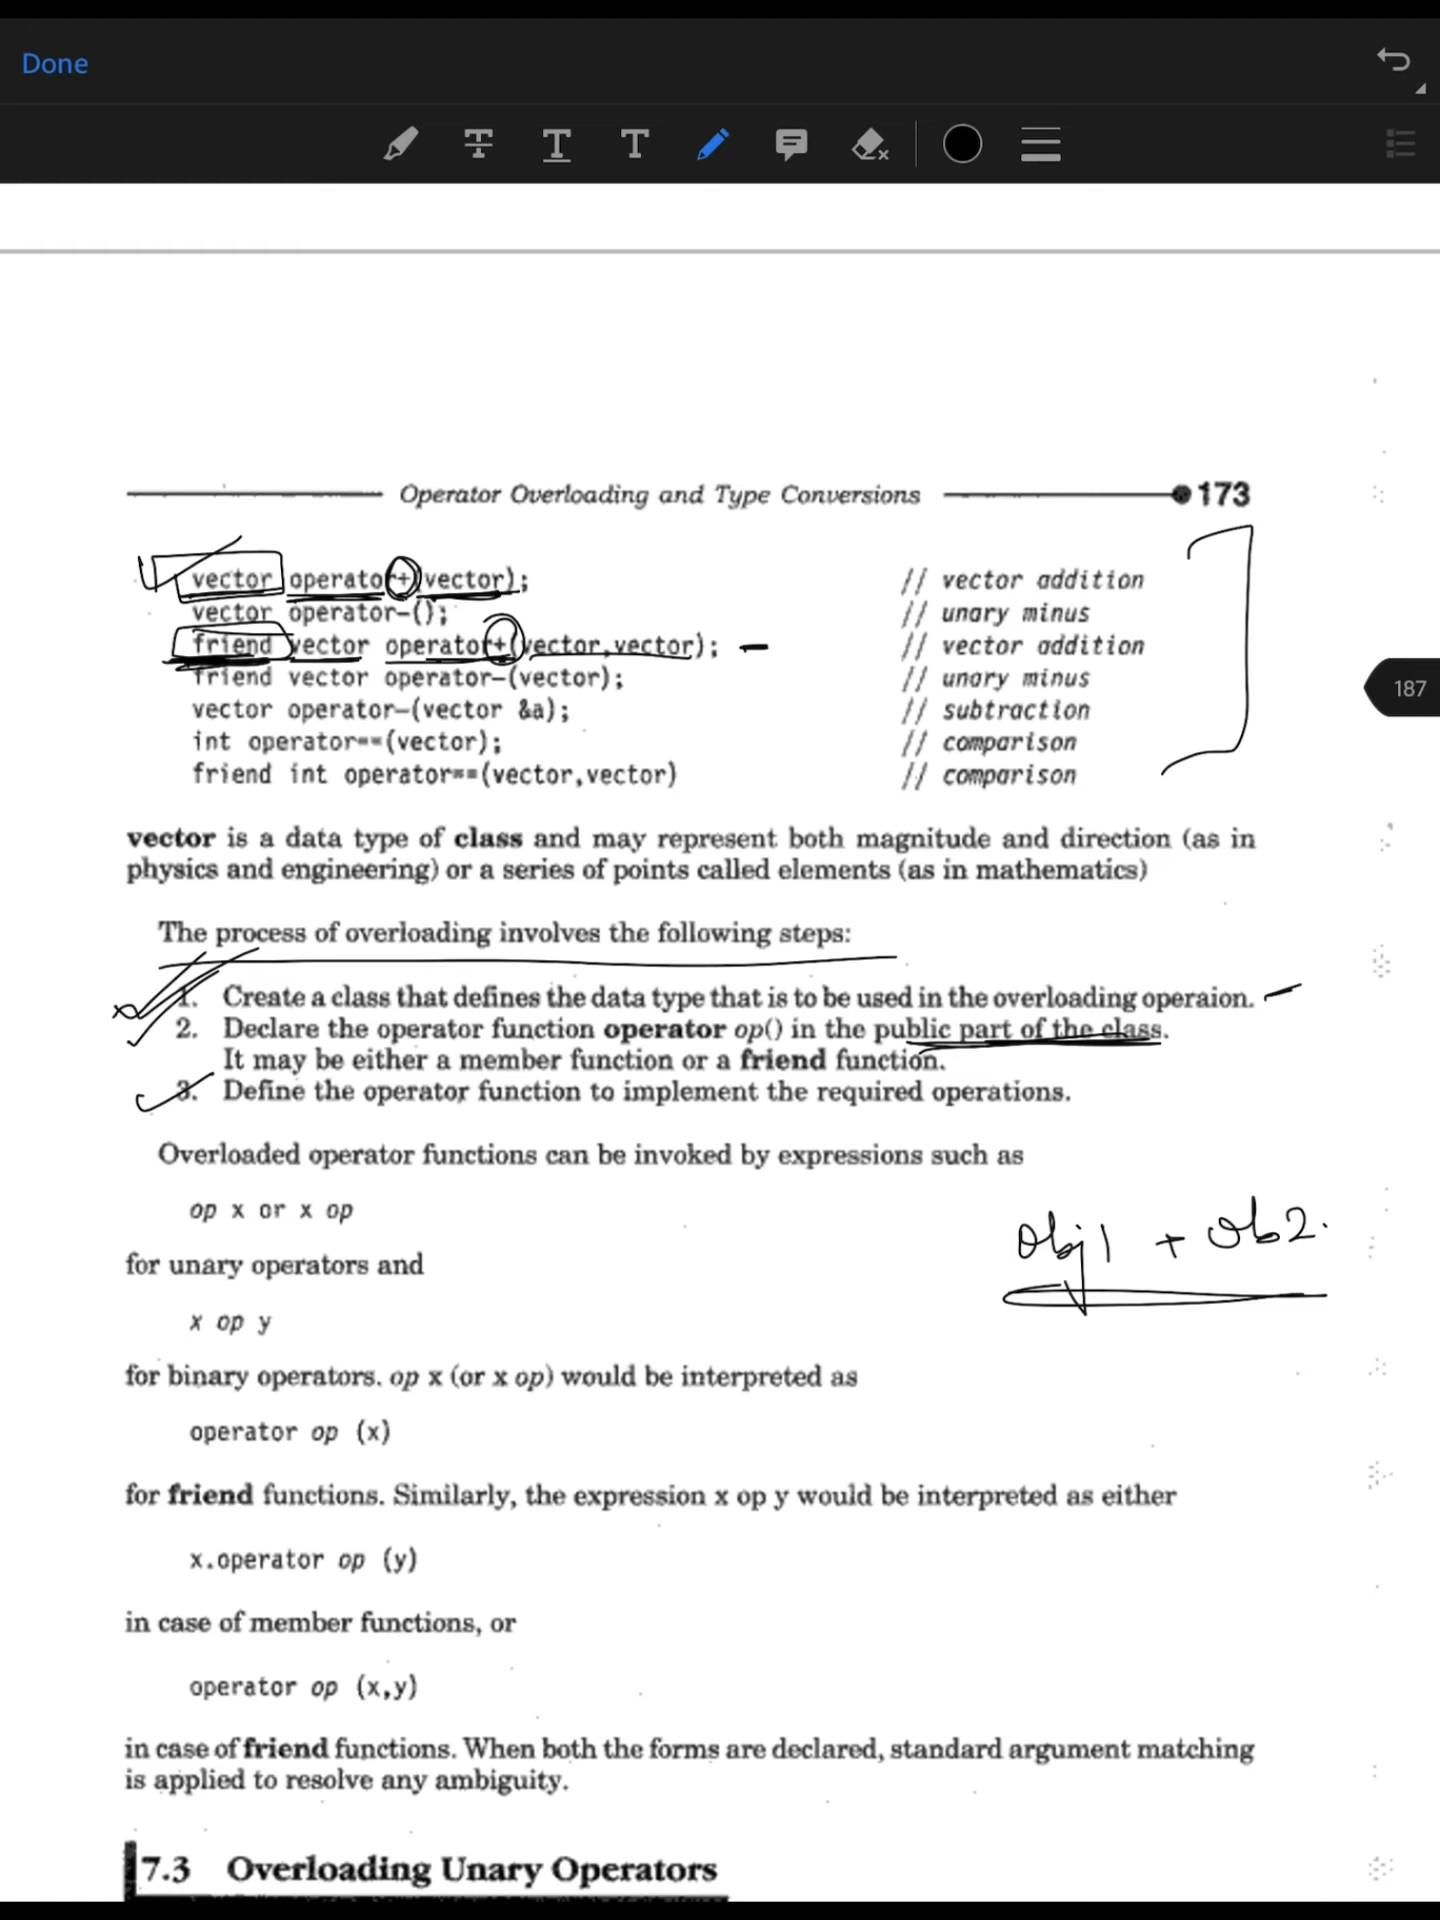 Done
Operator Overloading and Type Conversions 173
vector operator+(vector); // vector addition
vector operator-(); // unary minus
friend vector operator+(vector,vector); // vector addition
friend vector operator-(vector); // unary minus
vector operator-(vector &a); // subtraction
int operator==(vector); // comparison
friend int operator==(vector,vector) // comparison
187
vector is a data type of class and may represent both magnitude and direction (as in
physics and engineering) or a series of points called elements (as in mathematics)
The process of overloading involves the following steps:
1. Create a class that defines the data type that is to be used in the overloading operaion.
2. Declare the operator function operator op() in the public part of the class.
It may be either a member function or a friend function.
3. Define the operator function to implement the required operations.
Overloaded operator functions can be invoked by expressions such as
op x or x op
Obj1 + Ob2.
for unary operators and
x op y
for binary operators. op x (or x op) would be interpreted as
operator op (x)
for friend functions. Similarly, the expression x op y would be interpreted as either
x.operator op (y)
in case of member functions, or
operator op (x,y)
in case of friend functions. When both the forms are declared, standard argument matching
is applied to resolve any ambiguity.
7.3 Overloading Unary Operators